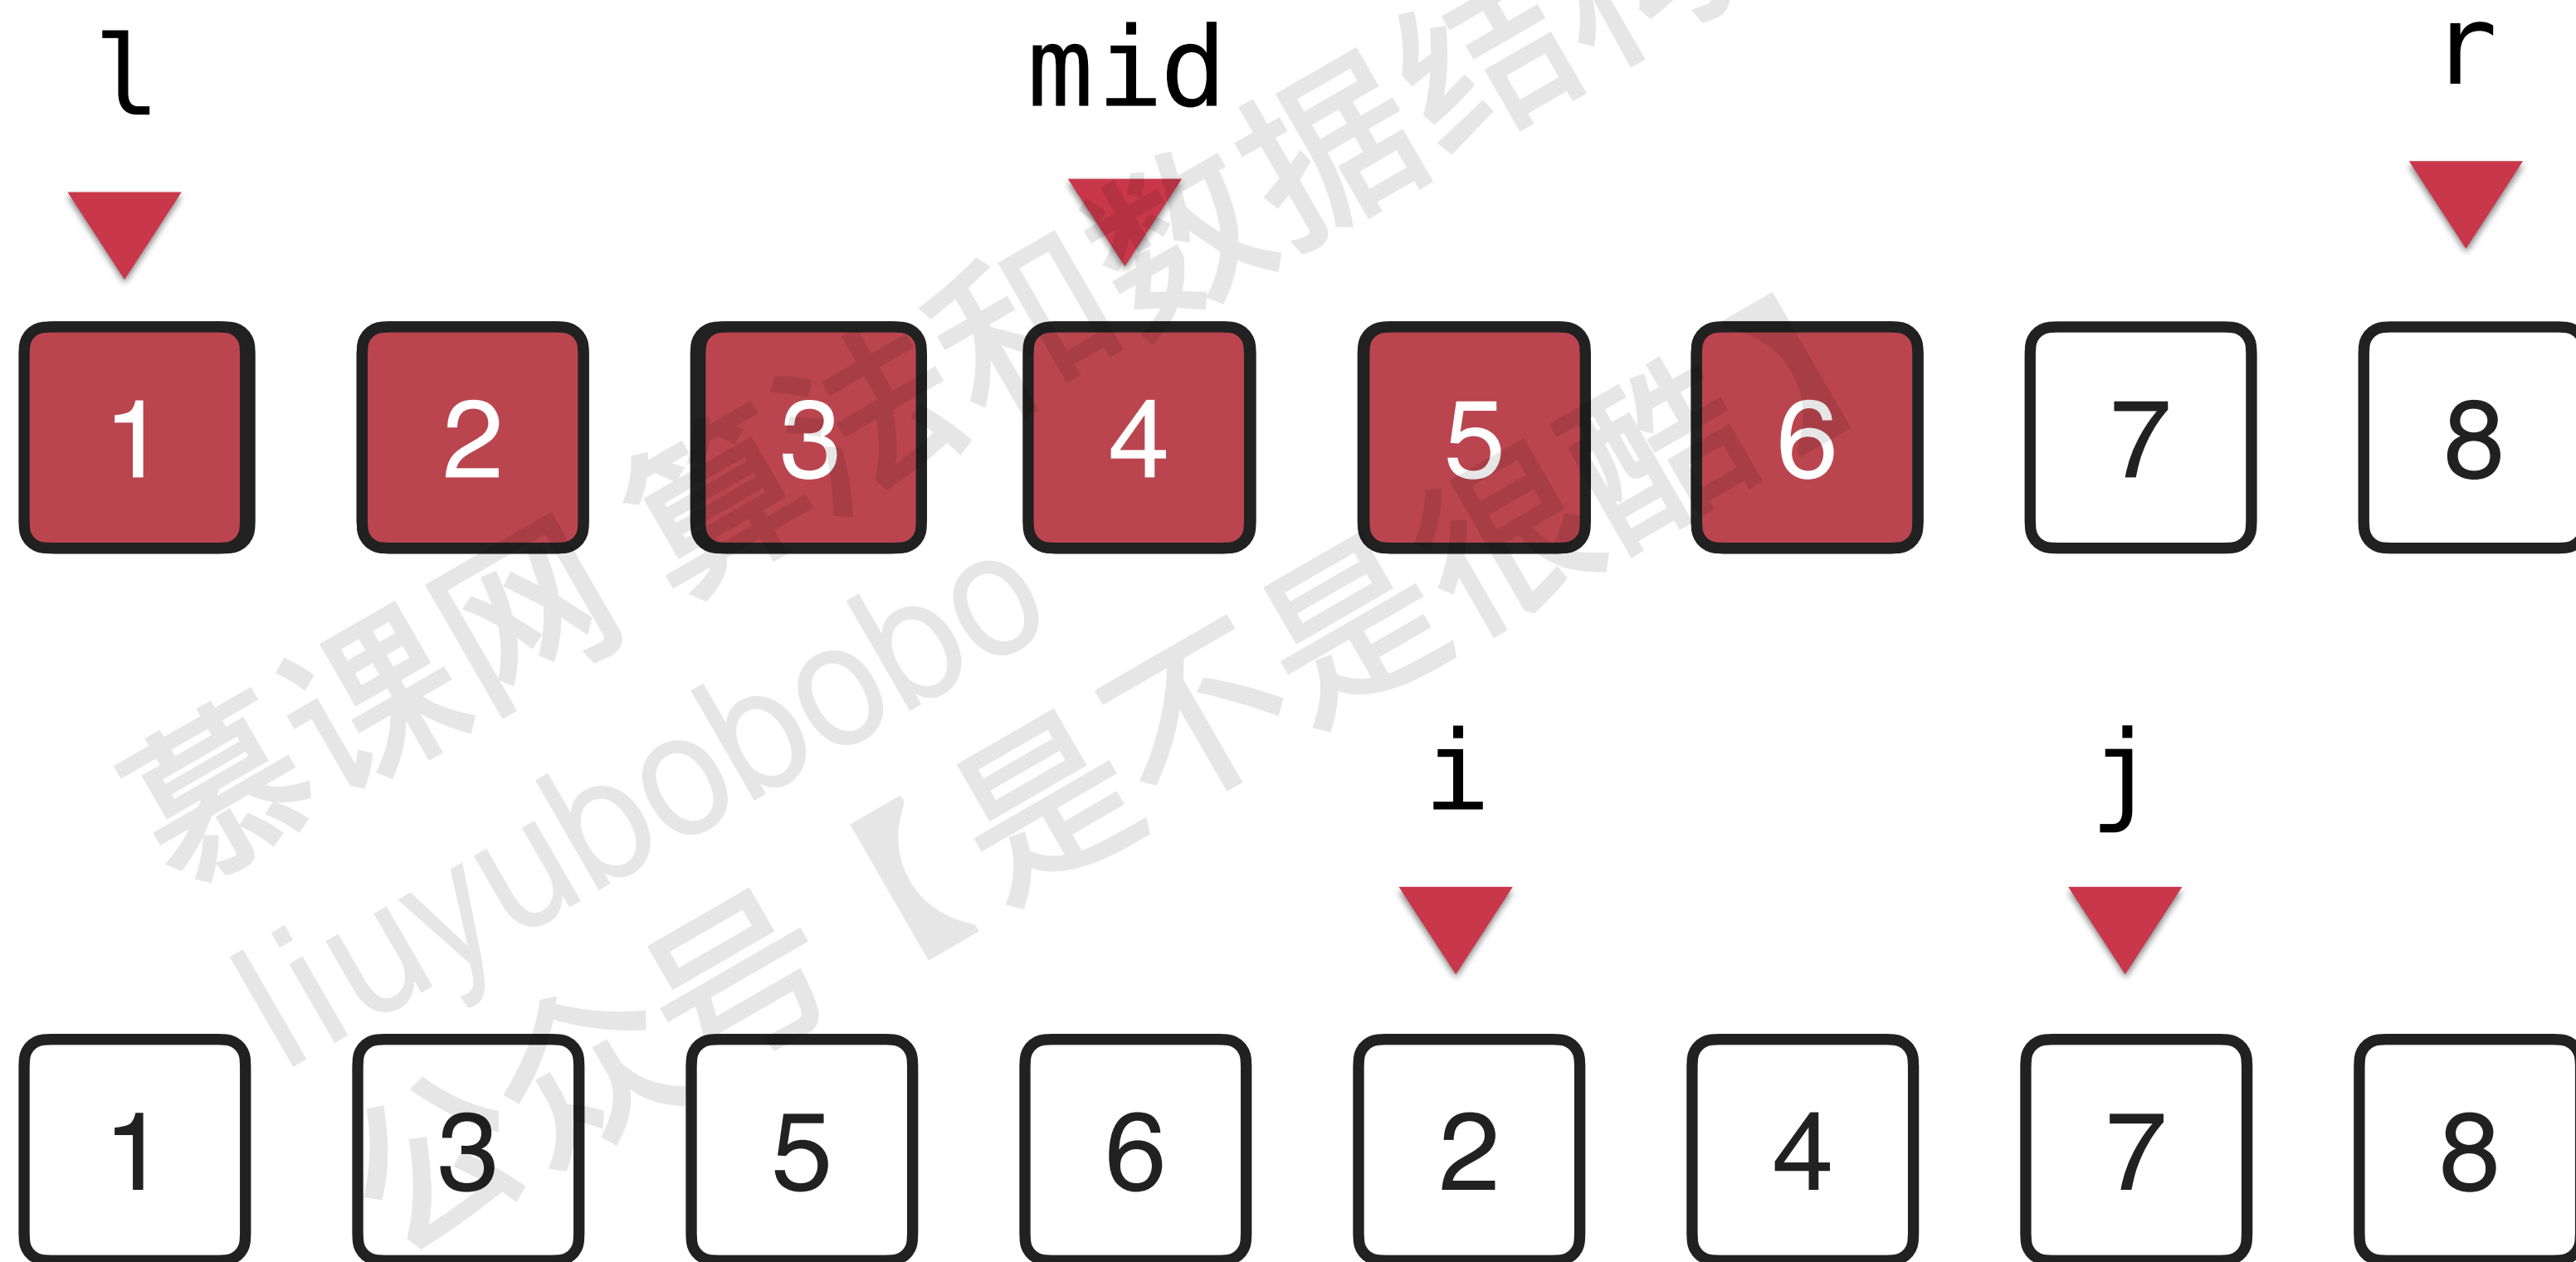 l mid r
1 2 3 4 5 6 7 8
i j
1 3 5 6 2 4 7 8
慕课网 算法和数据结构
liuyubobobo
公众号【是不是很酷】